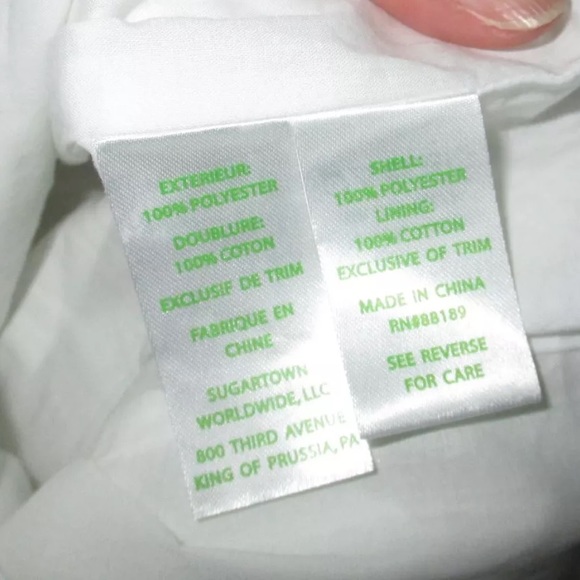 EXTERIEUR:
100% POLYESTER
DOUBLURE:
100% COTON
EXCLUSIF DE TRIM
FABRIQUE EN
CHINE
SUGARTOWN
WORLDWIDE, LLC
800 THIRD AVENUE
KING OF PRUSSIA, PA
SHELL:
100% POLYESTER
LINING:
100% COTTON
EXCLUSIVE OF TRIM
MADE IN CHINA
RN#88189
SEE REVERSE
FOR CARE